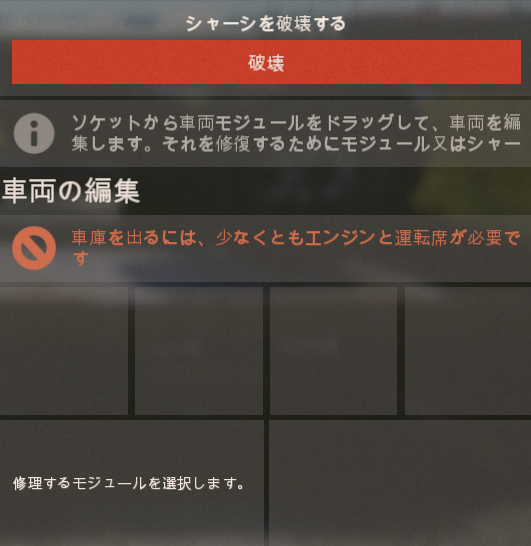 シャーシを破壊する
破壊
ソケットから車両モジュールをドラッグして、車両を編
集します。それを修復するためにモジュール又はシャー
車両の編集
車庫を出るには、少なくともエンジンと運転席が必要で
す
修理するモジュールを選択します。